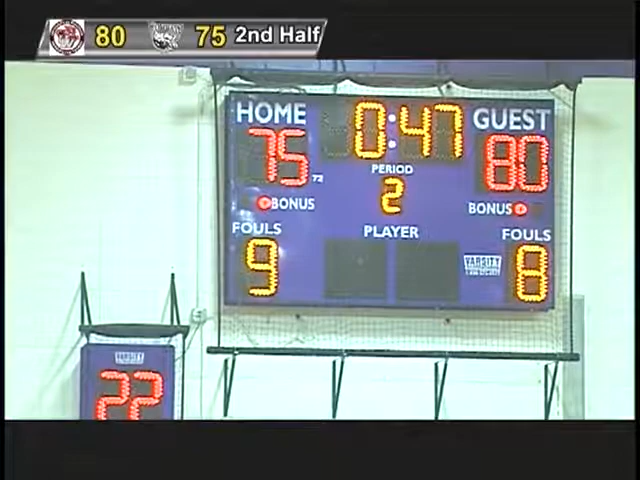 80 75 2nd Half
HOME 0:47 GUEST
75 80
PERIOD
2
BONUS BONUS
FOULS PLAYER FOULS
9 8
VARSITY
VARSITY
22